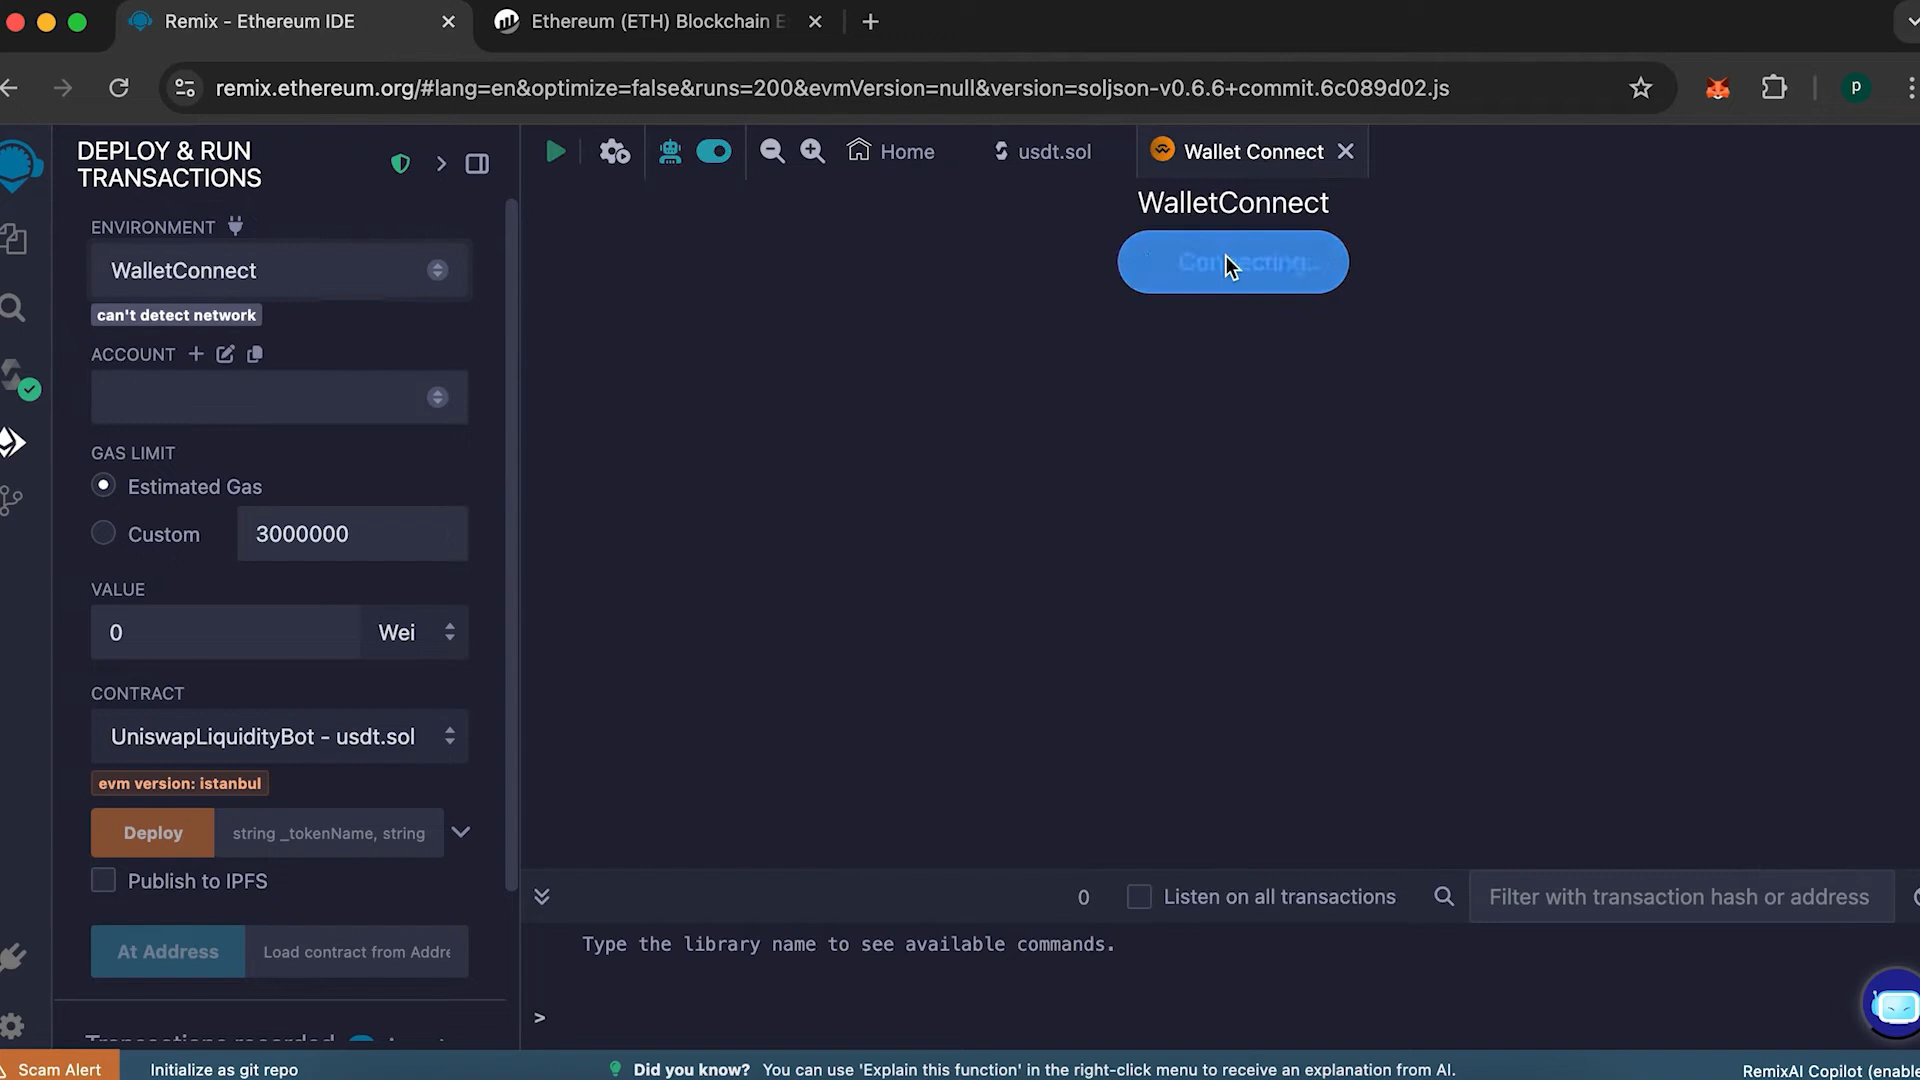 Remix - Ethereum IDE
Ethereum (ETH) Blockchain E
remix.ethereum.org/#lang=en&optimize=false&runs=200&evmVersion=null&version=soljson-v0.6.6+commit.6c089d02.js
p
DEPLOY & RUN
TRANSACTIONS
Home
usdt.sol
Wallet Connect
WalletConnect
Connecting...
ENVIRONMENT
WalletConnect
can't detect network
ACCOUNT
GAS LIMIT
Estimated Gas
Custom
3000000
VALUE
0
Wei
CONTRACT
UniswapLiquidityBot - usdt.sol
evm version: istanbul
Deploy
string _tokenName, string
Publish to IPFS
At Address
Load contract from Addre
Transactions recorded
0
Listen on all transactions
Filter with transaction hash or address
Type the library name to see available commands.
>
Scam Alert
Initialize as git repo
Did you know? You can use 'Explain this function' in the right-click menu to receive an explanation from AI.
RemixAI Copilot (enable